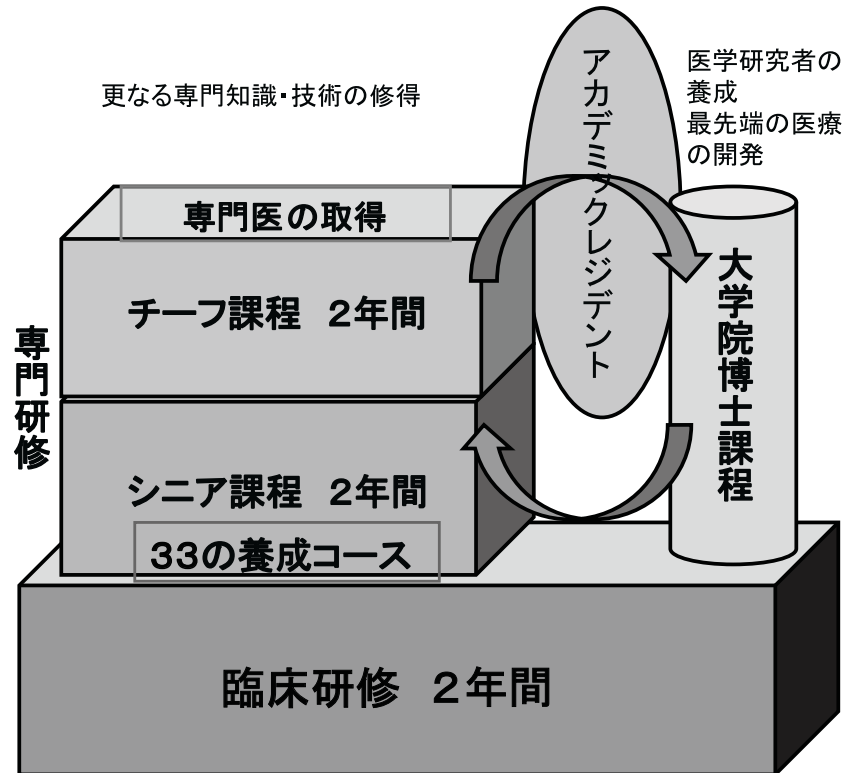 更なる専門知識・技術の修得
アカデミックレジデント
医学研究者の
養成
最先端の医療
の開発
専門医の取得
チーフ課程　2年間
専門研修
シニア課程　2年間
33の養成コース
大学院博士課程
臨床研修　2年間